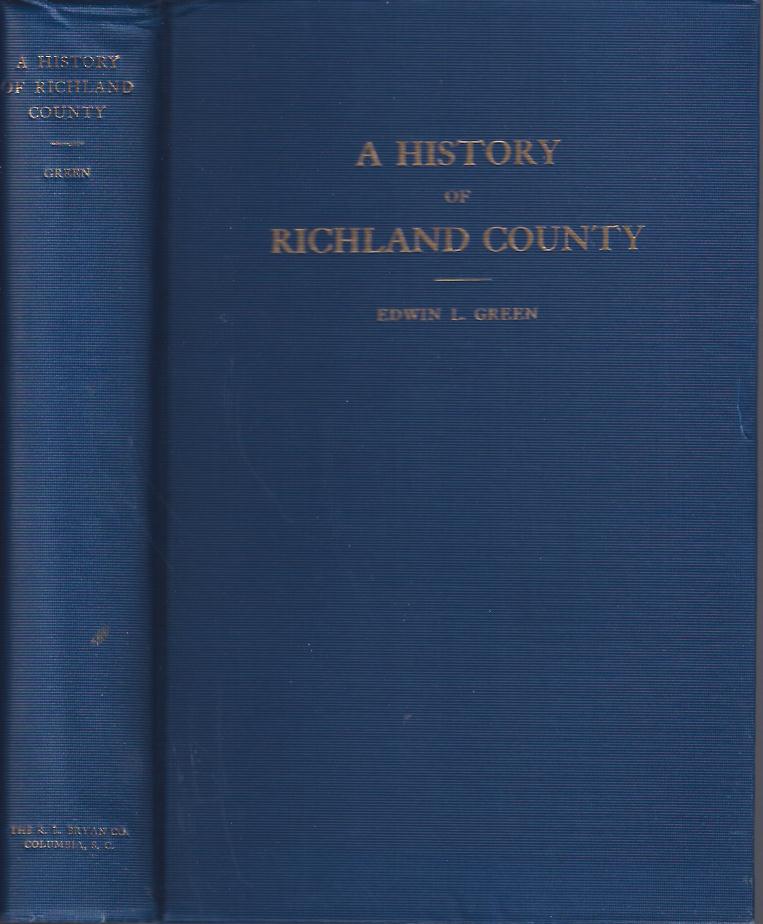 A HISTORY
OF RICHLAND
COUNTY
GREEN
THE R. L. BRYAN CO.
COLUMBIA, S. C.
A HISTORY
OF
RICHLAND COUNTY
EDWIN L. GREEN